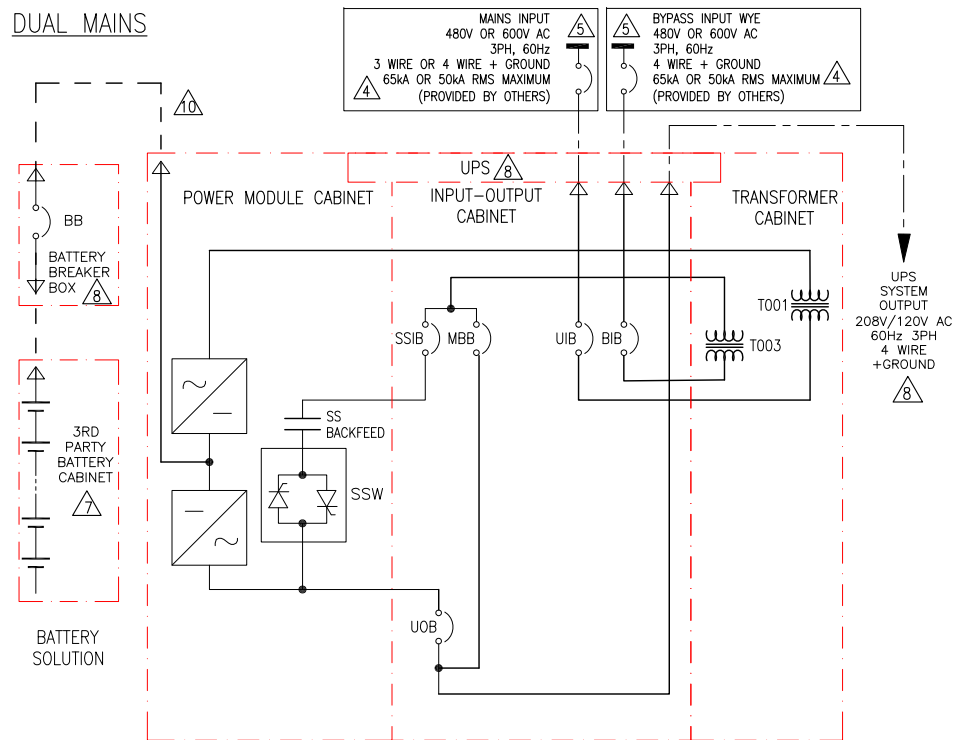 DUAL MAINS
MAINS INPUT
480V OR 600V AC
3PH, 60Hz
3 WIRE OR 4 WIRE + GROUND
65kA OR 50kA RMS MAXIMUM
(PROVIDED BY OTHERS)
4
5
5
BYPASS INPUT WYE
480V OR 600V AC
3PH, 60Hz
4 WIRE + GROUND
65kA OR 50kA RMS MAXIMUM
(PROVIDED BY OTHERS)
4
10
UPS
8
POWER MODULE CABINET
INPUT-OUTPUT
CABINET
TRANSFORMER
CABINET
BB
BATTERY
BREAKER
BOX
8
UPS
SYSTEM
OUTPUT
208V/120V AC
60Hz 3PH
4 WIRE
+GROUND
8
T001
T003
SSIB
MBB
UIB
BIB
SS
BACKFEED
SSW
3RD
PARTY
BATTERY
CABINET
7
UOB
BATTERY
SOLUTION